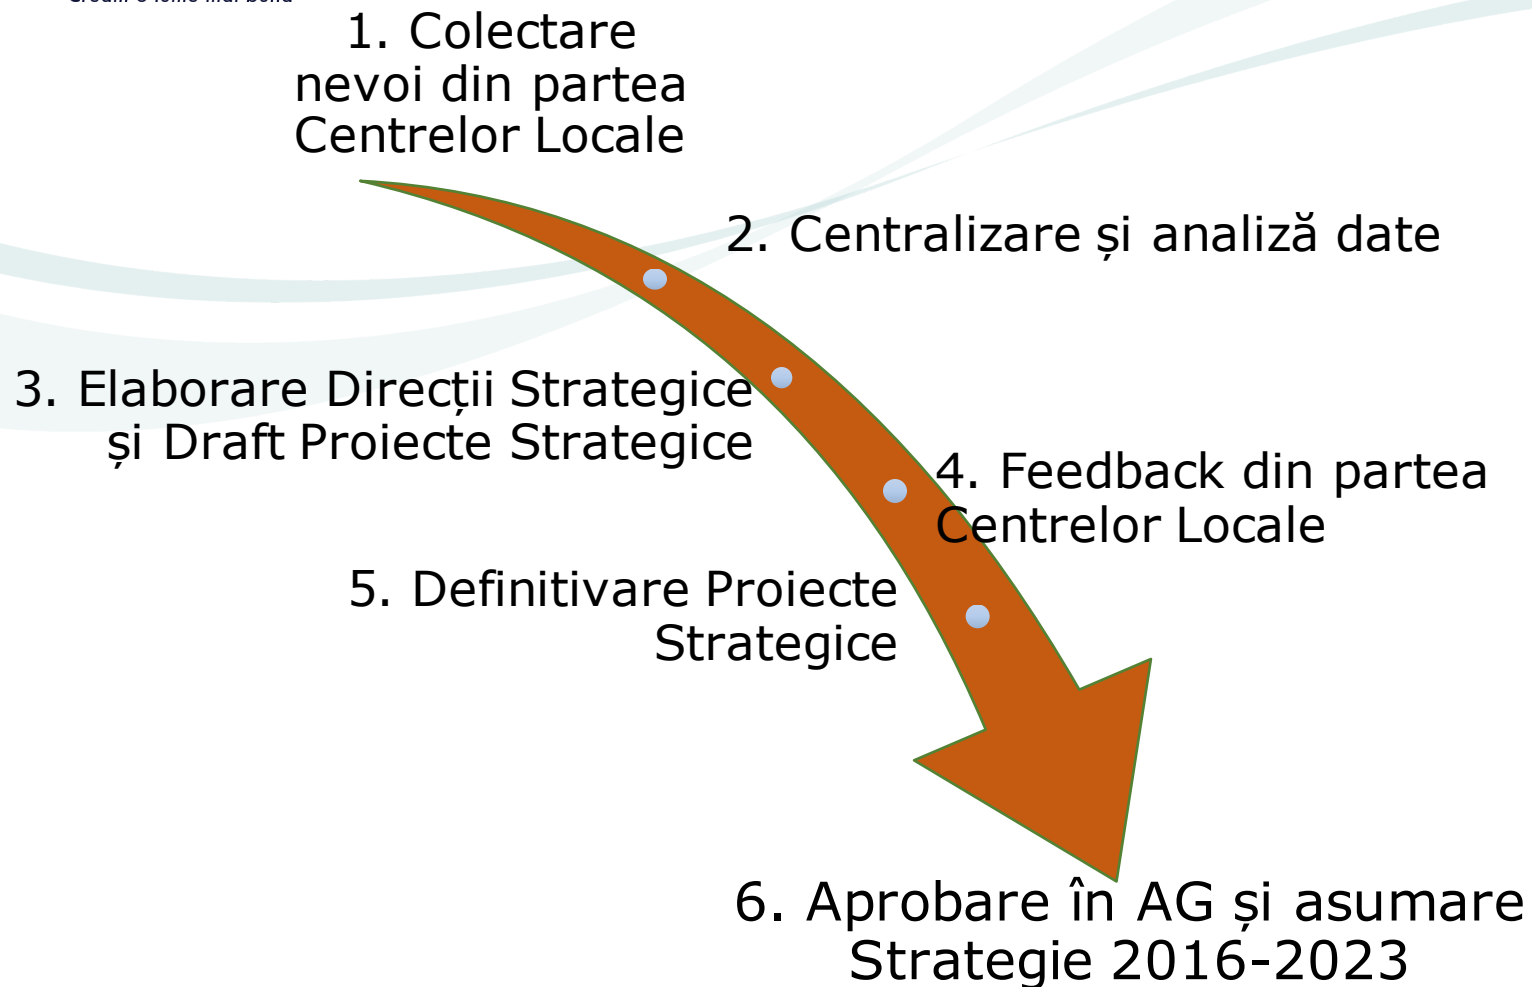 1. Colectare
nevoi din partea
Centrelor Locale
2. Centralizare și analiză date
3. Elaborare Direcții Strategice
și Draft Proiecte Strategice
4. Feedback din partea
Centrelor Locale
5. Definitivare Proiecte
Strategice
6. Aprobare în AG și asumare
Strategie 2016-2023